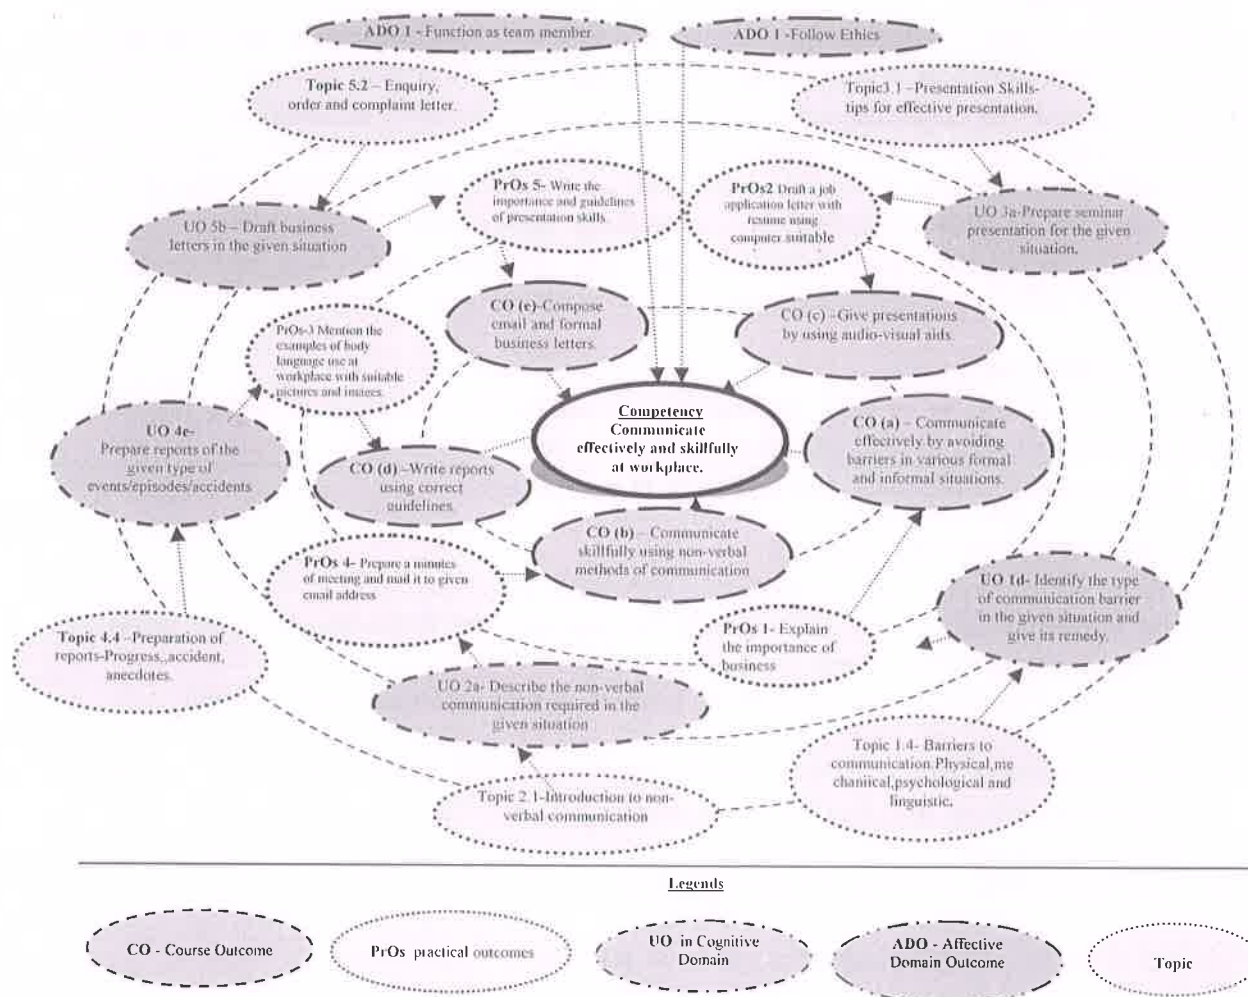 ADO 1 - Function as team member
ADO 1 -Follow Ethics
Topic 5.2 – Enquiry,
order and complaint letter.
Topic3.1 –Presentation Skills-
tips for effective presentation.
PrOs 5- Write the
importance and guidelines
of presentation skills.
PrOs2 Draft a job
application letter with
resume using
computer suitable
UO 5b – Draft business
letters in the given situation
UO 3a-Prepare seminar
presentation for the given
situation.
CO (e)-Compose
email and formal
business letters.
CO (c) –Give presentations
by using audio-visual aids.
PrOs-3 Mention the
examples of body
language use at
workplace with suitable
pictures and images.
Competency
Communicate
effectively and skillfully
at workplace.
CO (a) – Communicate
effectively by avoiding
barriers in various formal
and informal situations.
UO 4e-
Prepare reports of the
given type of
events/episodes/accidents
CO (d) –Write reports
using correct
guidelines
CO (b) – Communicate
skillfully using non-verbal
methods of communication
PrOs 4- Prepare a minutes
of meeting and mail it to given
email address
UO 1d- Identify the type
of communication barrier
in the given situation and
give its remedy.
PrOs 1- Explain
the importance of
business
Topic 4.4 –Preparation of
reports-Progress,,accident,
anecdotes.
UO 2a- Describe the non-verbal
communication required in the
given situation
Topic 1.4- Barriers to
communication.Physical,me
chaniical,psychological and
linguistic.
Topic 2.1-Introduction to non-
verbal communication
Legends
CO - Course Outcome
PrOs practical outcomes
UO in Cognitive
Domain
ADO - Affective
Domain Outcome
Topic